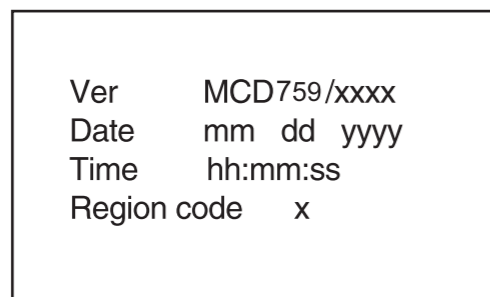 Ver MCD759/xxxx
Date mm dd yyyy
Time hh:mm:ss
Region code x